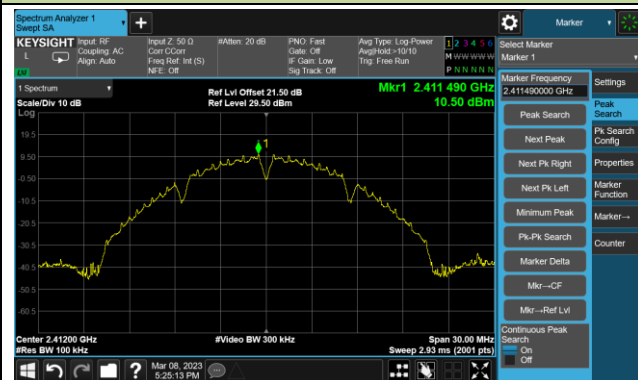 Spectrum Analyzer 1
Swept SA
Marker
KEYSIGHT
L
LXI
Input: RF
Coupling: AC
Align: Auto
Input Z: 50 Ω
Corr CCorr
Freq Ref: Int (S)
NFE: Off
#Atten: 20 dB
PNO: Fast
Gate: Off
IF Gain: Low
Sig Track: Off
Avg Type: Log-Power
Avg|Hold:>10/10
Trig: Free Run
1 2 3 4 5 6
M W W W W W
P N N N N N
Select Marker
Marker 1
1 Spectrum
Scale/Div 10 dB
Log
Ref Lvl Offset 21.50 dB
Ref Level 29.50 dBm
Mkr1 2.411 490 GHz
10.50 dBm
1
19.5
9.50
-0.500
-10.5
-20.5
-30.5
-40.5
-50.5
-60.5
Center 2.41200 GHz
#Res BW 100 kHz
#Video BW 300 kHz
Span 30.00 MHz
Sweep 2.93 ms (2001 pts)
Marker Frequency
2.411490000 GHz
Peak Search
Next Peak
Next Pk Right
Next Pk Left
Minimum Peak
Pk-Pk Search
Marker Delta
Mkr→CF
Mkr→Ref Lvl
Continuous Peak
Search
On
Off
Settings
Peak
Search
Pk Search
Config
Properties
Marker
Function
Marker→
Counter
Mar 08, 2023
5:25:13 PM